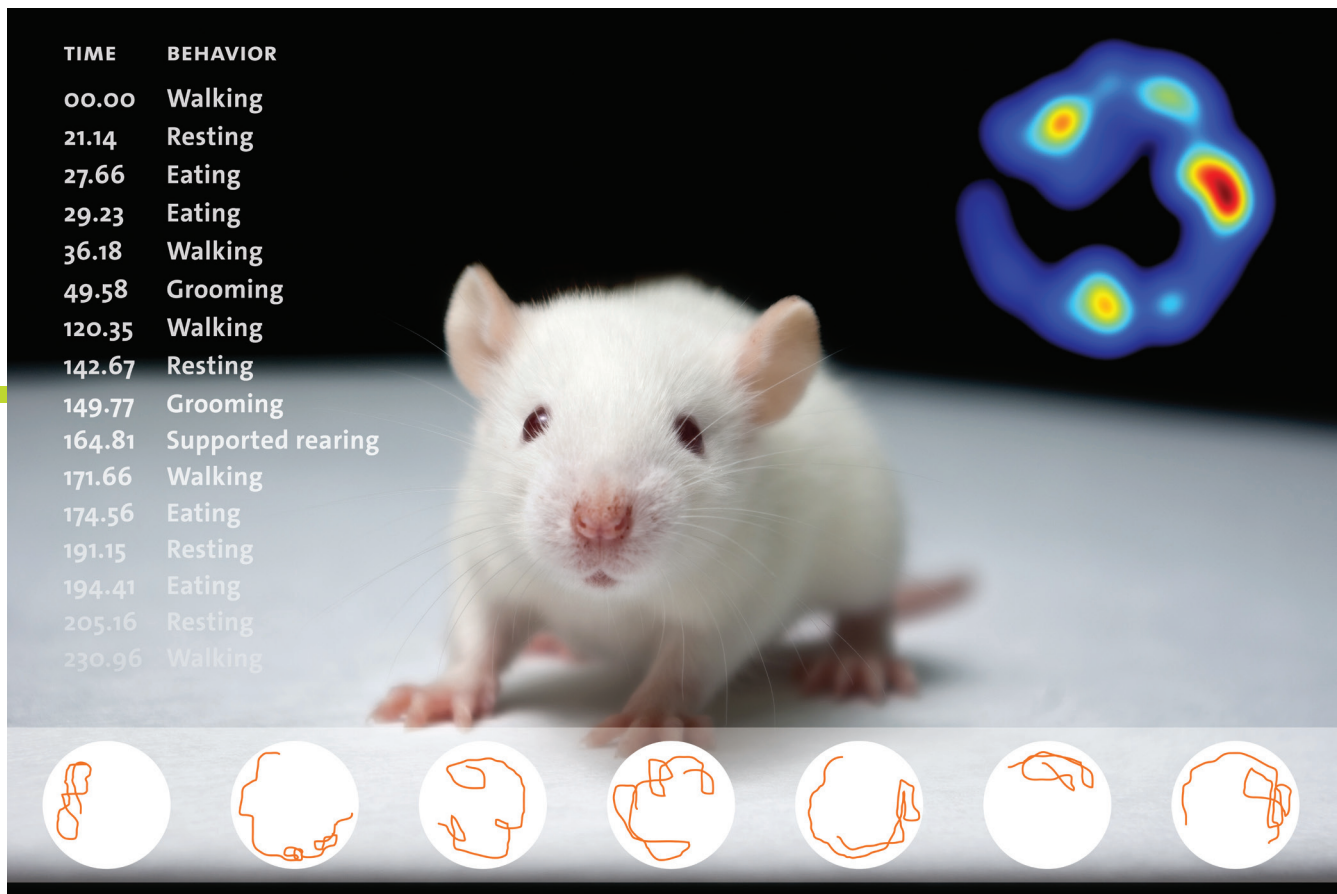 TIME BEHAVIOR
00.00 Walking
21.14 Resting
27.66 Eating
29.23 Eating
36.18 Walking
49.58 Grooming
120.35 Walking
142.67 Resting
149.77 Grooming
164.81 Supported rearing
171.66 Walking
174.56 Eating
191.15 Resting
194.41 Eating
205.16 Resting
230.96 Walking